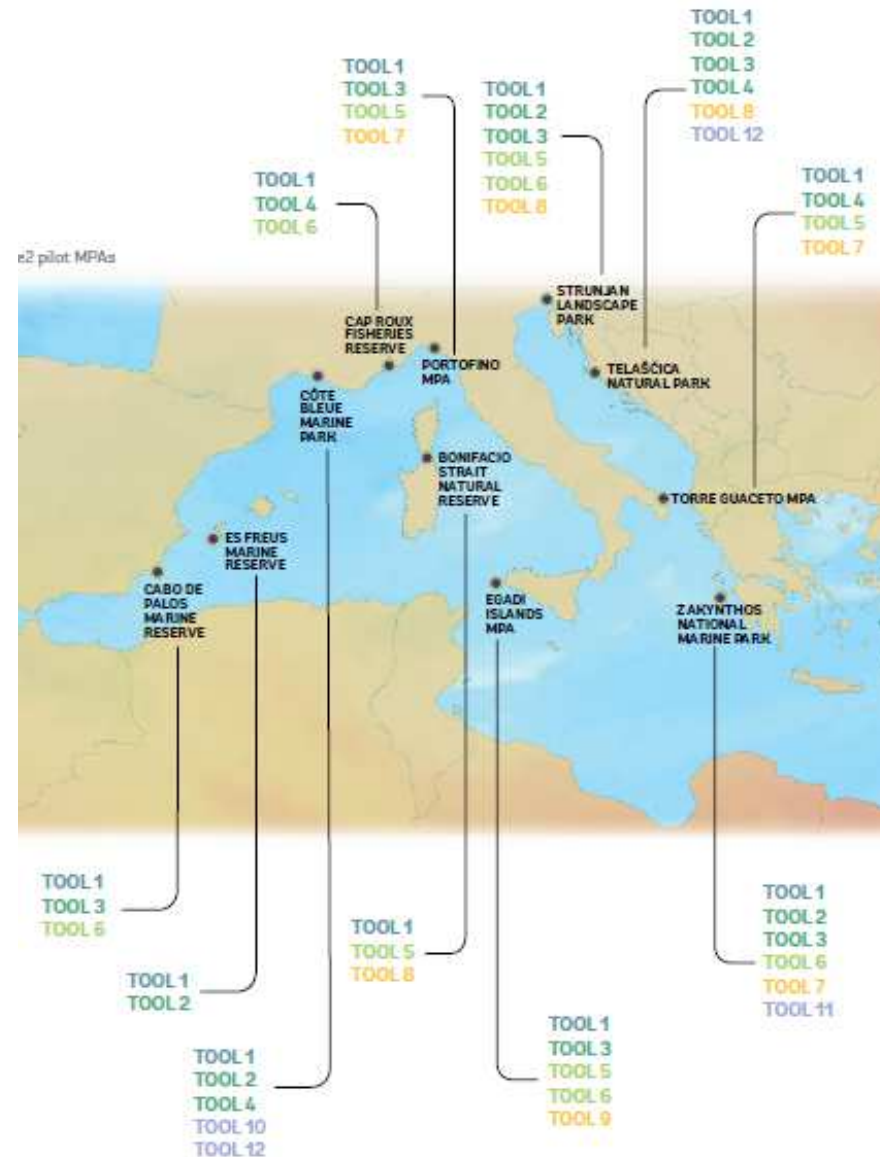 TOOL 1
TOOL 3
TOOL 5
TOOL 7
TOOL 1
TOOL 2
TOOL 3
TOOL 5
TOOL 6
TOOL 8
TOOL 1
TOOL 2
TOOL 3
TOOL 4
TOOL 8
TOOL 12
TOOL 1
TOOL 4
TOOL 6
TOOL 1
TOOL 4
TOOL 5
TOOL 7
e2 pilot MPAs
CAP ROUX
FISHERIES
RESERVE
PORTOFINO
MPA
STRUNJAN
LANDSCAPE
PARK
TELAŠĆICA
NATURAL PARK
CÔTE
BLEUE
MARINE
PARK
BONIFACIO
STRAIT
NATURAL
RESERVE
TORRE GUACETO MPA
ES FREUS
MARINE
RESERVE
CABO DE
PALOS
MARINE
RESERVE
EGADI
ISLANDS
MPA
ZAKYNTHOS
NATIONAL
MARINE PARK
TOOL 1
TOOL 3
TOOL 6
TOOL 1
TOOL 2
TOOL 1
TOOL 2
TOOL 4
TOOL 10
TOOL 12
TOOL 1
TOOL 5
TOOL 8
TOOL 1
TOOL 3
TOOL 5
TOOL 6
TOOL 9
TOOL 1
TOOL 2
TOOL 3
TOOL 6
TOOL 7
TOOL 11